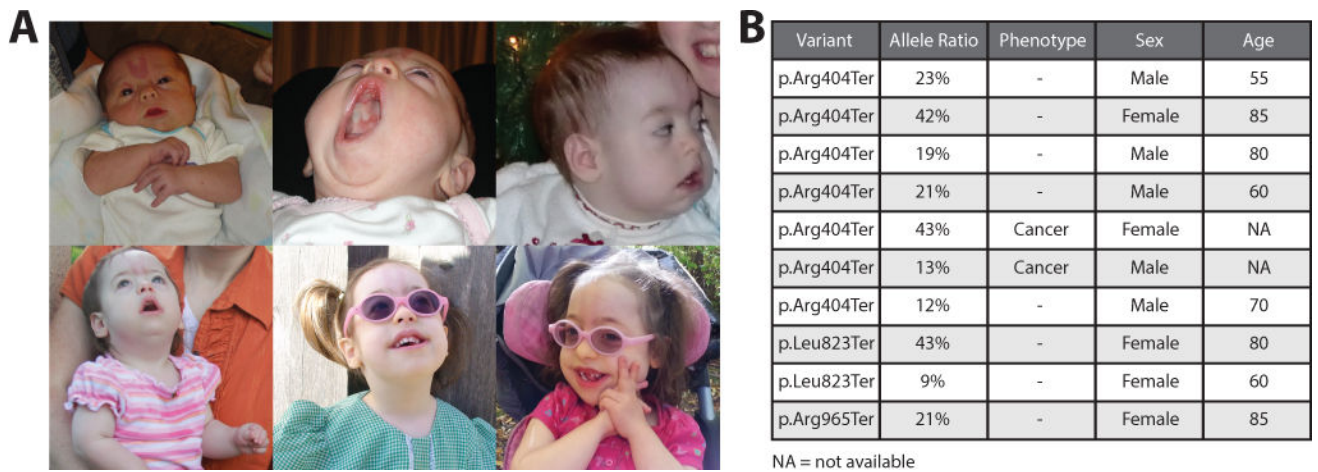 A
B
Variant Allele Ratio Phenotype Sex Age
p.Arg404Ter 23% - Male 55
p.Arg404Ter 42% - Female 85
p.Arg404Ter 19% - Male 80
p.Arg404Ter 21% - Male 60
p.Arg404Ter 43% Cancer Female NA
p.Arg404Ter 13% Cancer Male NA
p.Arg404Ter 12% - Male 70
p.Leu823Ter 43% - Female 80
p.Leu823Ter 9% - Female 60
p.Arg965Ter 21% - Female 85
NA = not available